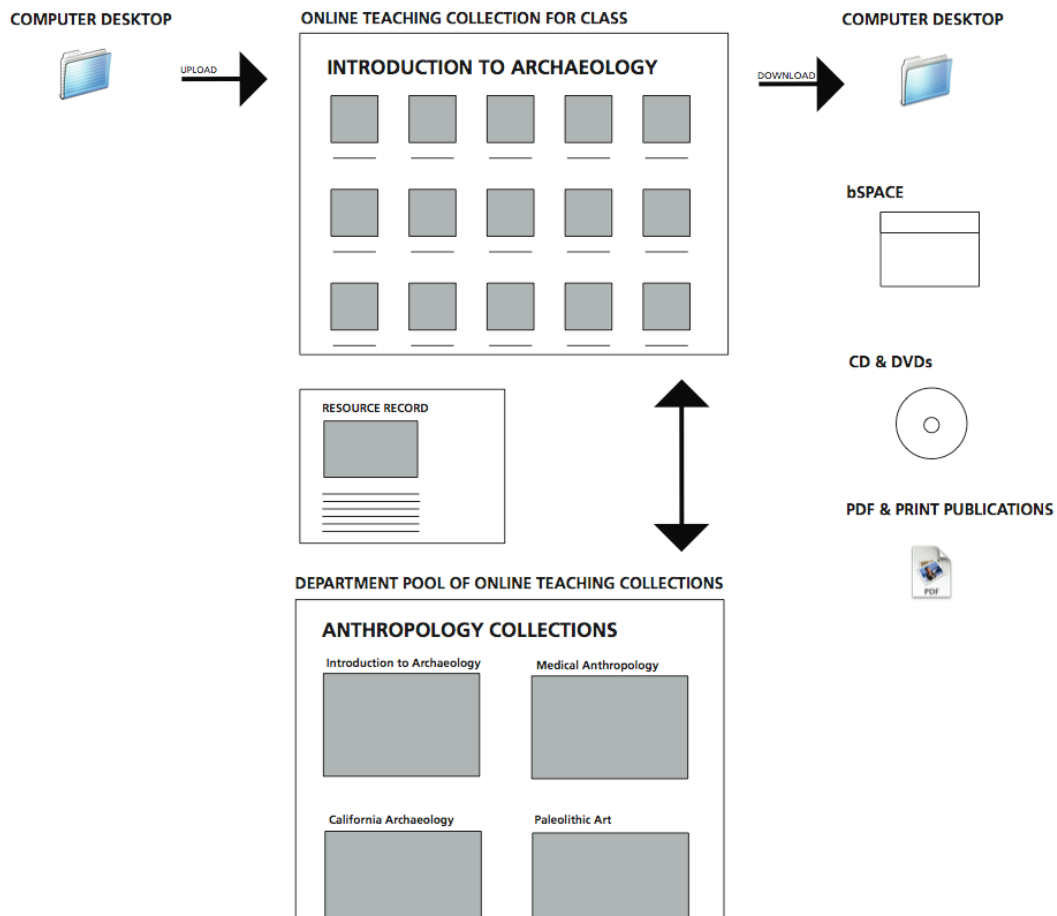 COMPUTER DESKTOP
UPLOAD
ONLINE TEACHING COLLECTION FOR CLASS
INTRODUCTION TO ARCHAEOLOGY
COMPUTER DESKTOP
DOWNLOAD
bSPACE
CD & DVDs
PDF & PRINT PUBLICATIONS
PDF
RESOURCE RECORD
DEPARTMENT POOL OF ONLINE TEACHING COLLECTIONS
ANTHROPOLOGY COLLECTIONS
Introduction to Archaeology
Medical Anthropology
California Archaeology
Paleolithic Art